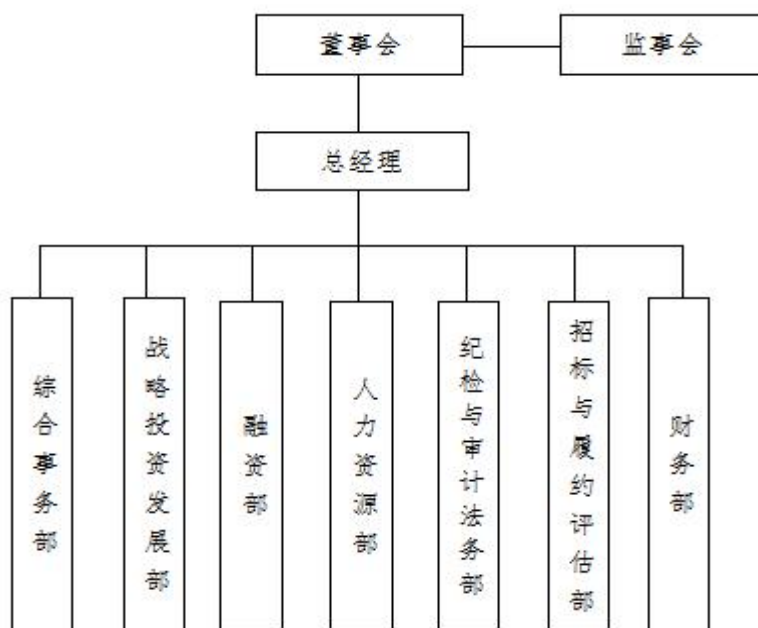 董事会
监事会
总经理
综合事务部
战略投资发展部
融资部
人力资源部
纪检与审计法务部
招标与履约评估部
财务部